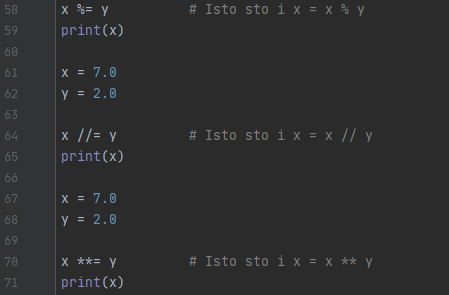 58 x %= y # Isto sto i x = x % y
59 print(x)
60
61 x = 7.0
62 y = 2.0
63
64 x //= y # Isto sto i x = x // y
65 print(x)
66
67 x = 7.0
68 y = 2.0
69
70 x **= y # Isto sto i x = x ** y
71 print(x)